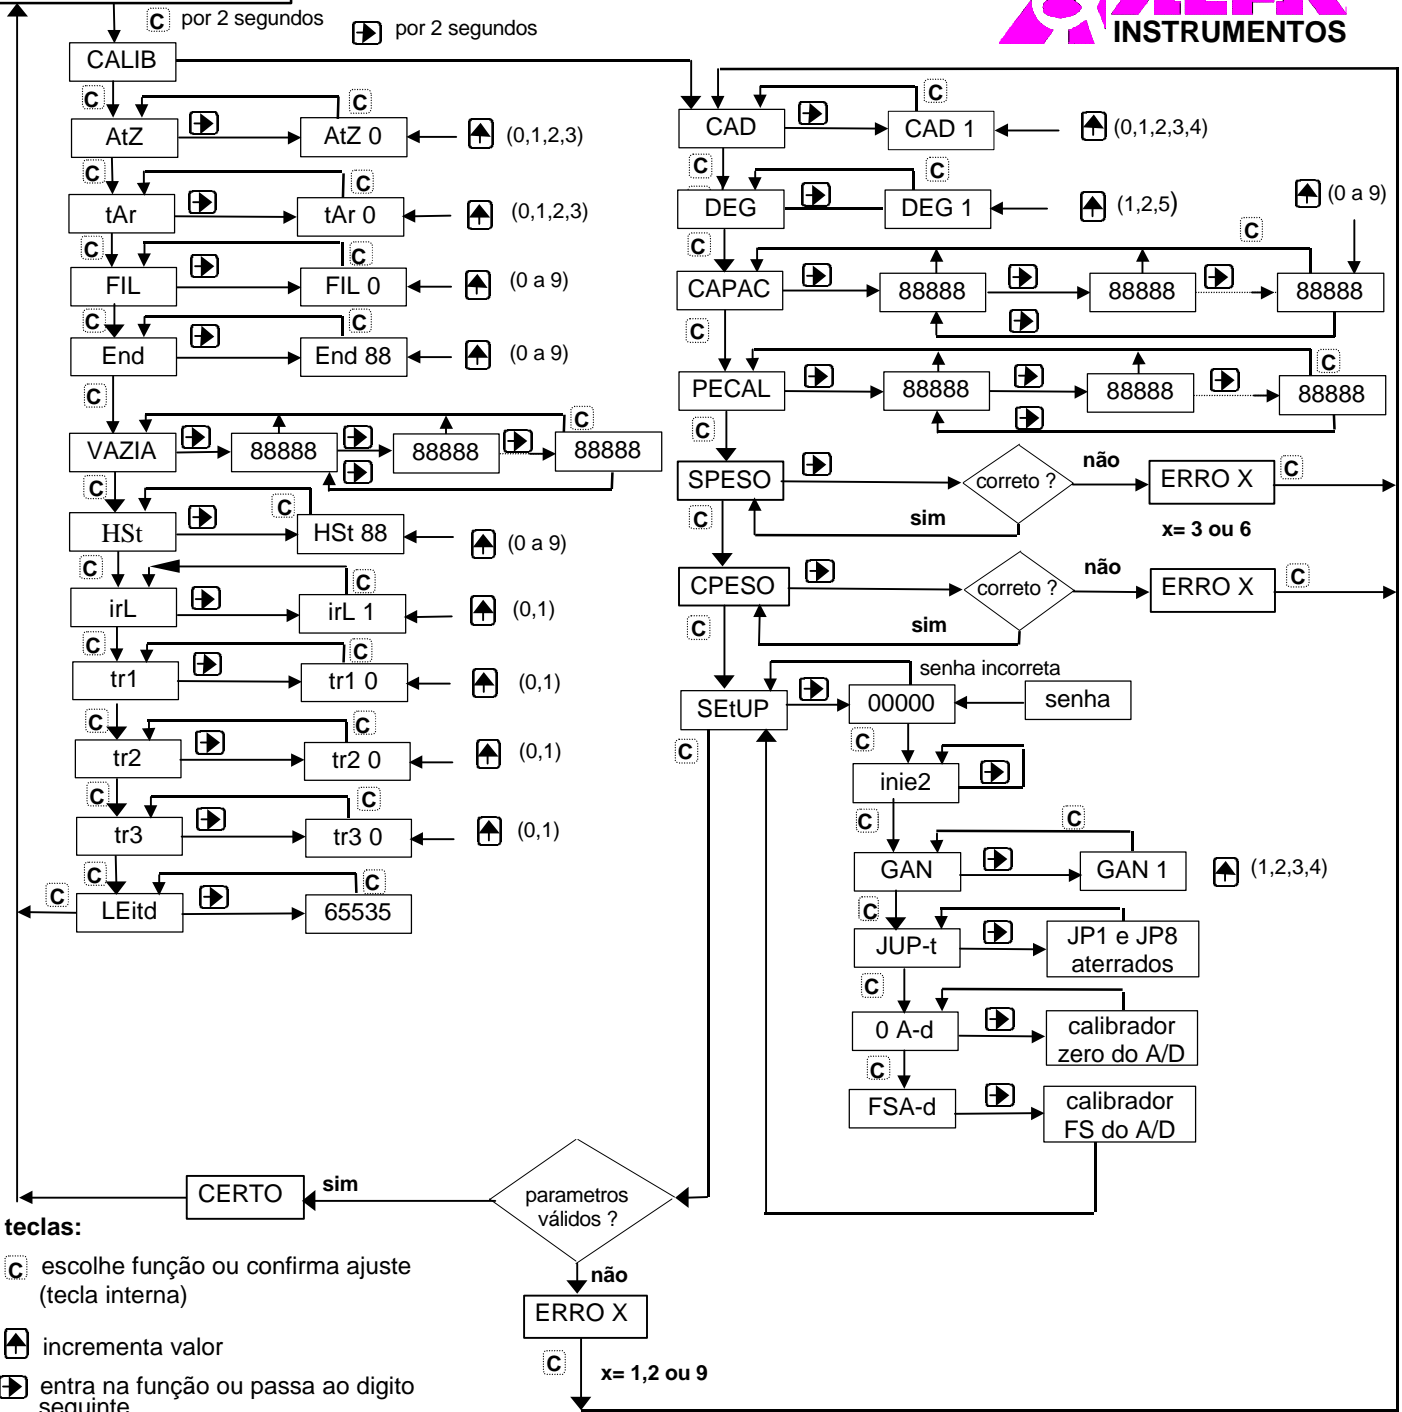 INSTRUMENTOS
C por 2 segundos
por 2 segundos
CALIB
C
C
AtZ
AtZ 0
(0,1,2,3)
C
C
tAr
tAr 0
(0,1,2,3)
C
C
FIL
FIL 0
(0 a 9)
C
C
End
End 88
(0 a 9)
C
C
VAZIA
88888
88888
88888
C
C
HSt
HSt 88
(0 a 9)
C
C
irL
irL 1
(0,1)
C
C
tr1
tr1 0
(0,1)
C
C
tr2
tr2 0
(0,1)
C
C
tr3
tr3 0
(0,1)
C
C
C
LEitd
65535
C
CAD
CAD 1
(0,1,2,3,4)
C
C
DEG
DEG 1
(1,2,5)
(0 a 9)
C
C
CAPAC
88888
88888
88888
C
C
PECAL
88888
88888
88888
C
SPESO
correto ?
não
ERRO X
C
sim
x= 3 ou 6
C
CPESO
correto ?
não
ERRO X
C
sim
C
senha incorreta
SEtUP
00000
senha
C
C
inie2
C
C
GAN
GAN 1
(1,2,3,4)
C
JUP-t
JP1 e JP8
aterrados
C
0 A-d
calibrador
zero do A/D
C
FSA-d
calibrador
FS do A/D
CERTO
sim
parametros
válidos ?
não
ERRO X
C
x= 1,2 ou 9
teclas:
C escolhe função ou confirma ajuste
(tecla interna)
incrementa valor
entra na função ou passa ao digito
seguinte